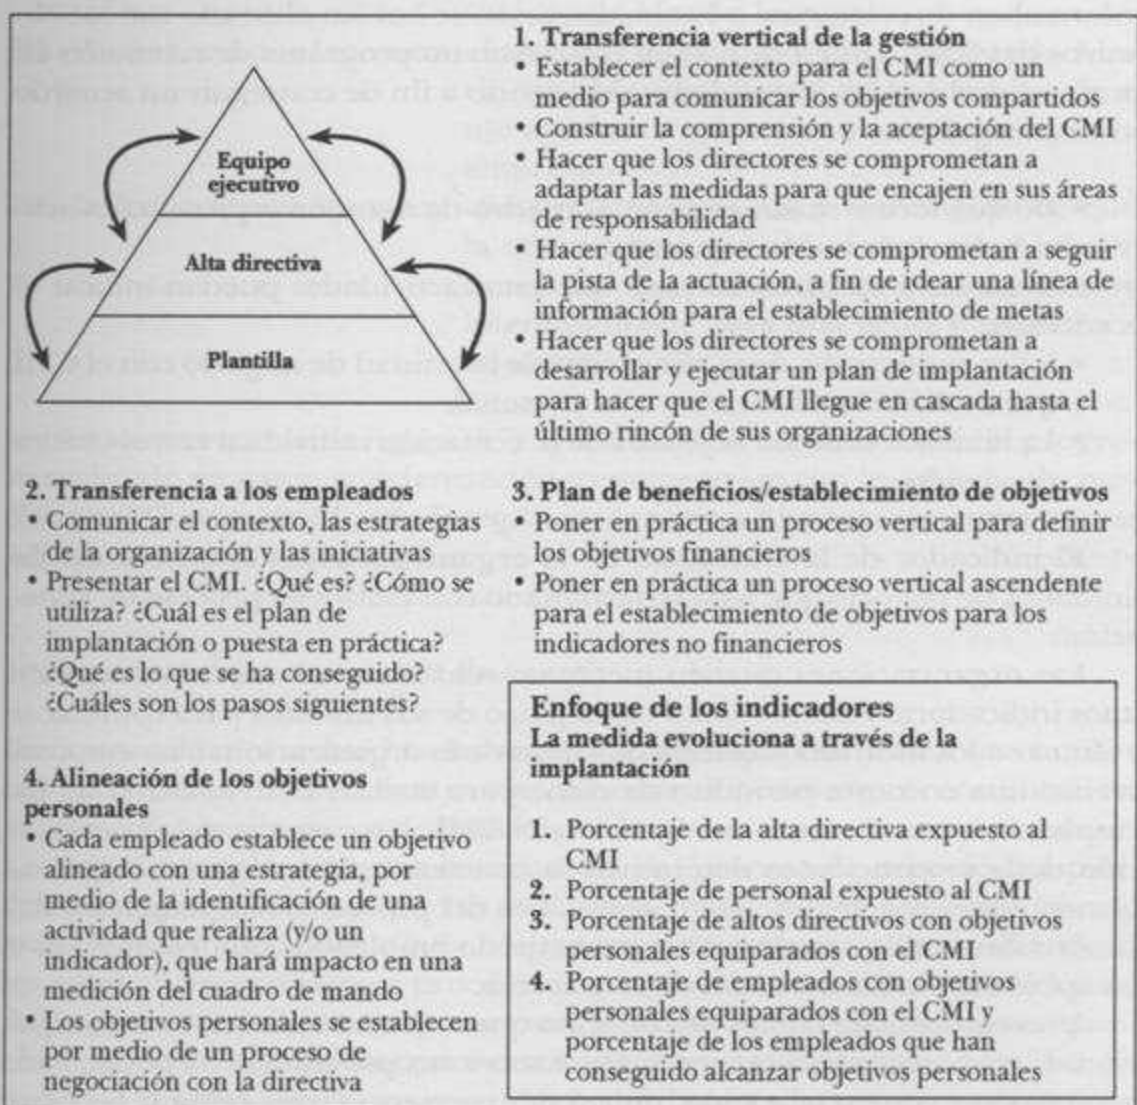 Equipo
ejecutivo
Alta directiva
Plantilla
1. Transferencia vertical de la gestión
• Establecer el contexto para el CMI como un
medio para comunicar los objetivos compartidos
• Construir la comprensión y la aceptación del CMI
• Hacer que los directores se comprometan a
adaptar las medidas para que encajen en sus áreas
de responsabilidad
• Hacer que los directores se comprometan a seguir
la pista de la actuación, a fin de idear una línea de
información para el establecimiento de metas
• Hacer que los directores se comprometan a
desarrollar y ejecutar un plan de implantación
para hacer que el CMI llegue en cascada hasta el
último rincón de sus organizaciones
2. Transferencia a los empleados
• Comunicar el contexto, las estrategias
de la organización y las iniciativas
• Presentar el CMI. ¿Qué es? ¿Cómo se
utiliza? ¿Cuál es el plan de
implantación o puesta en práctica?
¿Qué es lo que se ha conseguido?
¿Cuáles son los pasos siguientes?
3. Plan de beneficios/establecimiento de objetivos
• Poner en práctica un proceso vertical para definir
los objetivos financieros
• Poner en práctica un proceso vertical ascendente
para el establecimiento de objetivos para los
indicadores no financieros
4. Alineación de los objetivos
personales
• Cada empleado establece un objetivo
alineado con una estrategia, por
medio de la identificación de una
actividad que realiza (y/o un
indicador), que hará impacto en una
medición del cuadro de mando
• Los objetivos personales se establecen
por medio de un proceso de
negociación con la directiva
Enfoque de los indicadores
La medida evoluciona a través de la
implantación
1. Porcentaje de la alta directiva expuesto al
CMI
2. Porcentaje de personal expuesto al CMI
3. Porcentaje de altos directivos con objetivos
personales equiparados con el CMI
4. Porcentaje de empleados con objetivos
personales equiparados con el CMI y
porcentaje de los empleados que han
conseguido alcanzar objetivos personales